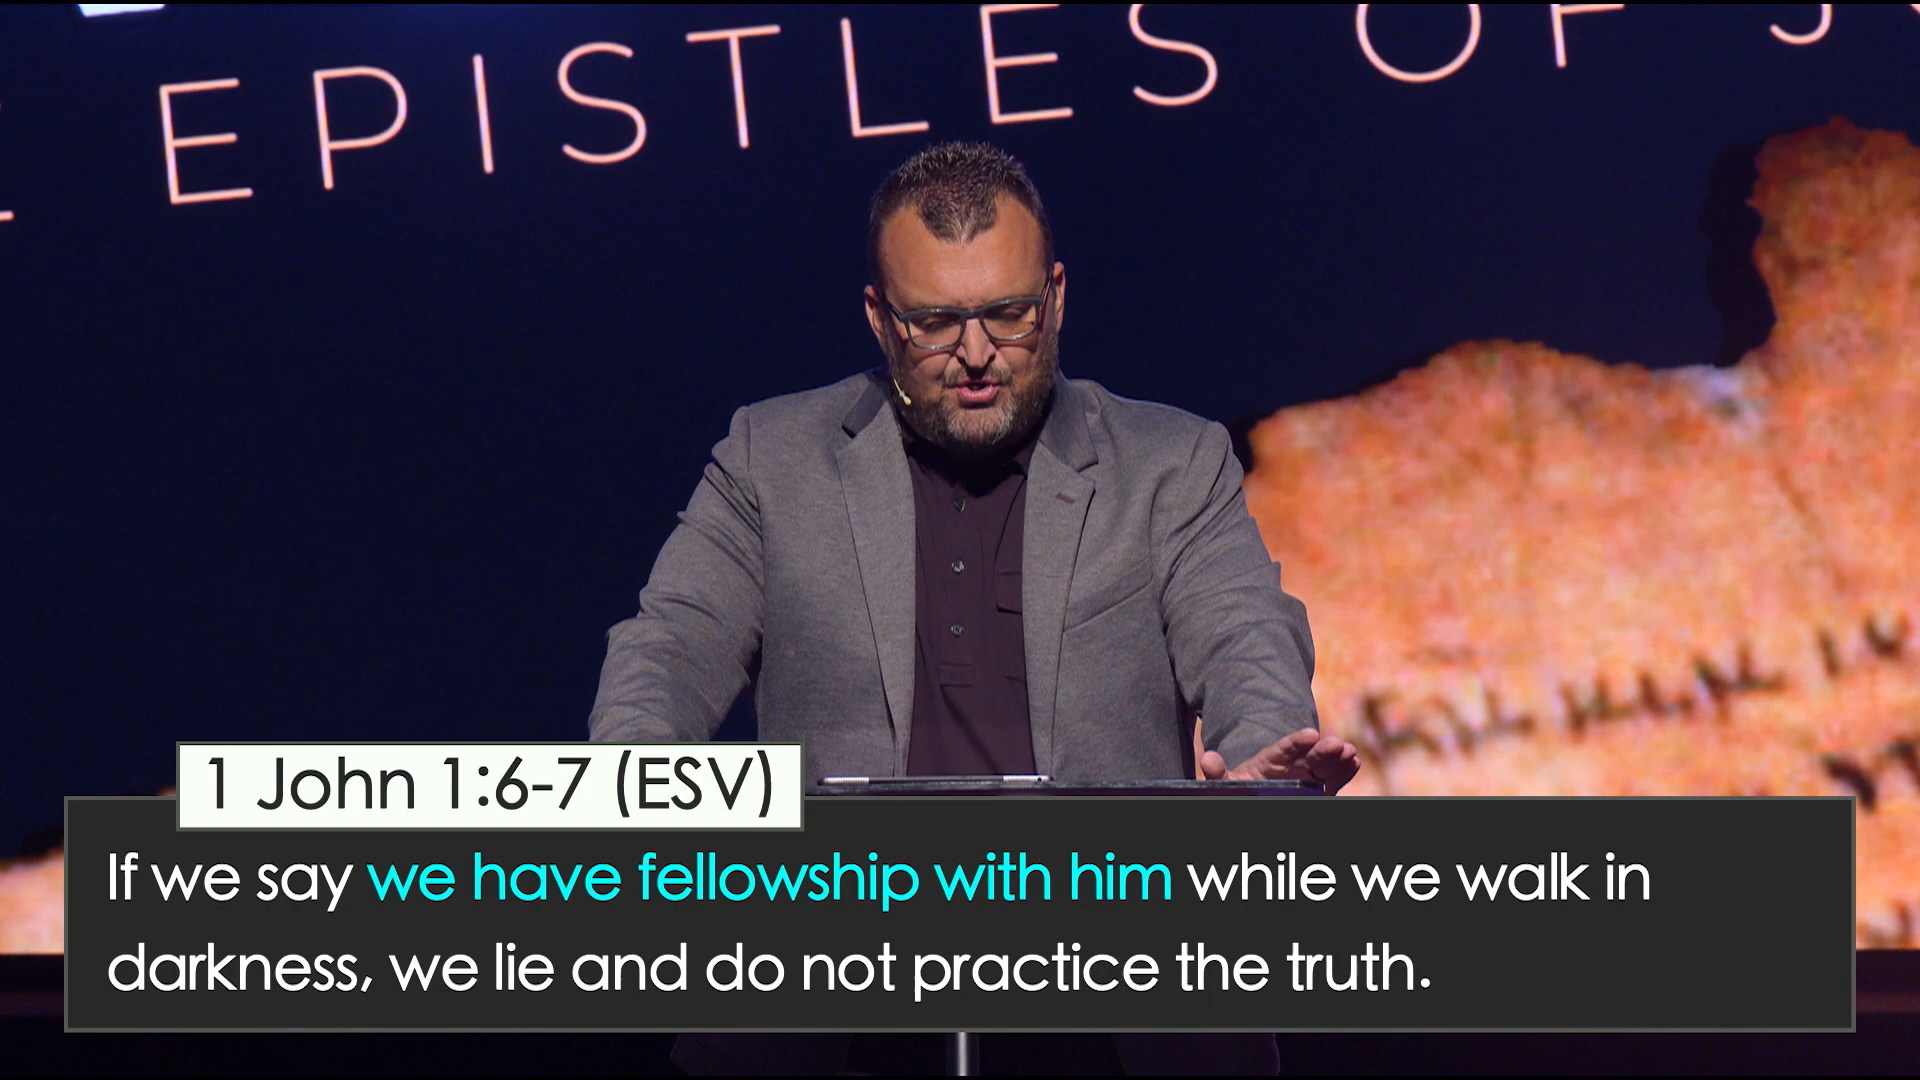 EPISTLES OF
1 John 1:6-7 (ESV)
If we say we have fellowship with him while we walk in
darkness, we lie and do not practice the truth.